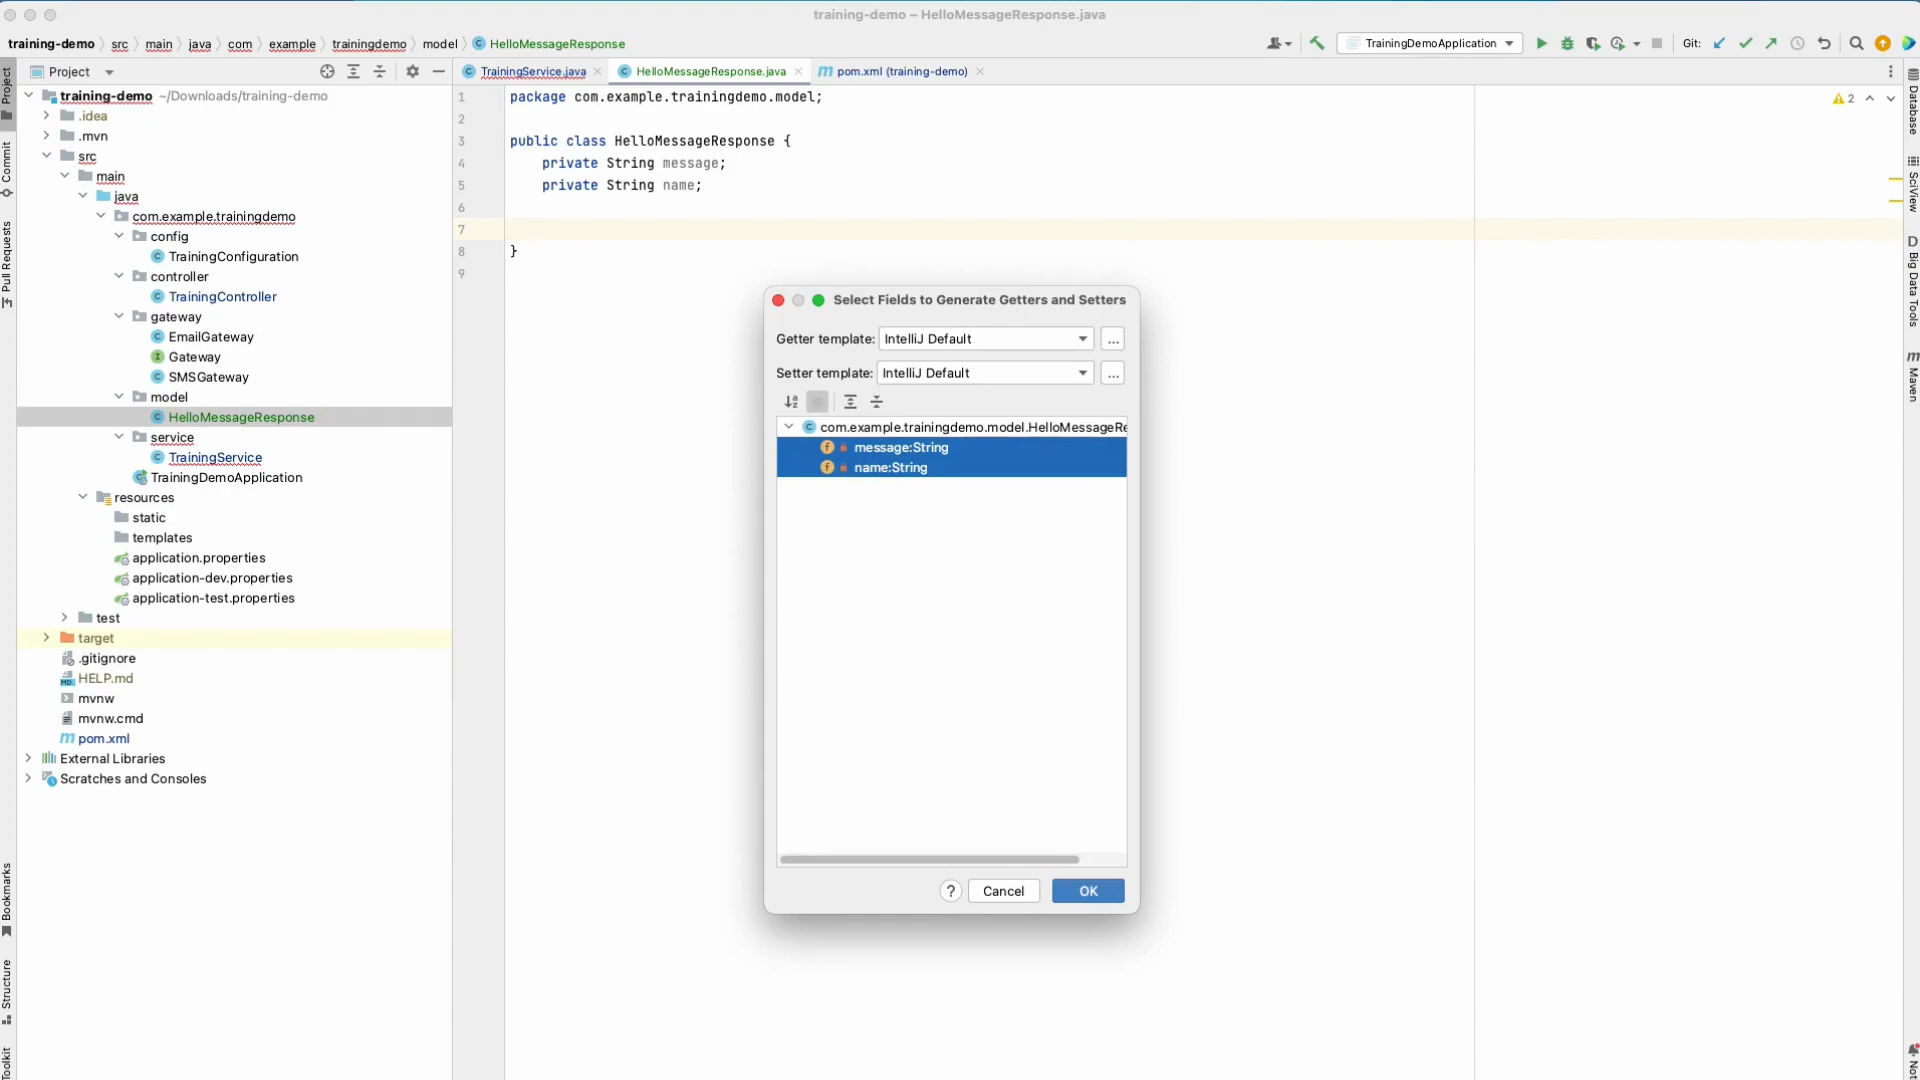 training-demo – HelloMessageResponse.java
training-demo src main java com example trainingdemo model HelloMessageResponse
TrainingDemoApplication
Git:
Project
TrainingService.java
HelloMessageResponse.java
pom.xml (training-demo)
training-demo ~/Downloads/training-demo
.idea
.mvn
src
main
java
com.example.trainingdemo
config
TrainingConfiguration
controller
TrainingController
gateway
EmailGateway
Gateway
SMSGateway
model
HelloMessageResponse
service
TrainingService
TrainingDemoApplication
resources
static
templates
application.properties
application-dev.properties
application-test.properties
test
target
.gitignore
HELP.md
mvnw
mvnw.cmd
pom.xml
External Libraries
Scratches and Consoles
1 package com.example.trainingdemo.model;
2
3 public class HelloMessageResponse {
4 private String message;
5 private String name;
6
7
8 }
9
2
Select Fields to Generate Getters and Setters
Getter template: IntelliJ Default ...
Setter template: IntelliJ Default ...
com.example.trainingdemo.model.HelloMessageRe
message:String
name:String
?
Cancel
OK
Project
Commit
Pull Requests
Bookmarks
Structure
Toolkit
Database
SciView
Big Data Tools
Maven
Not